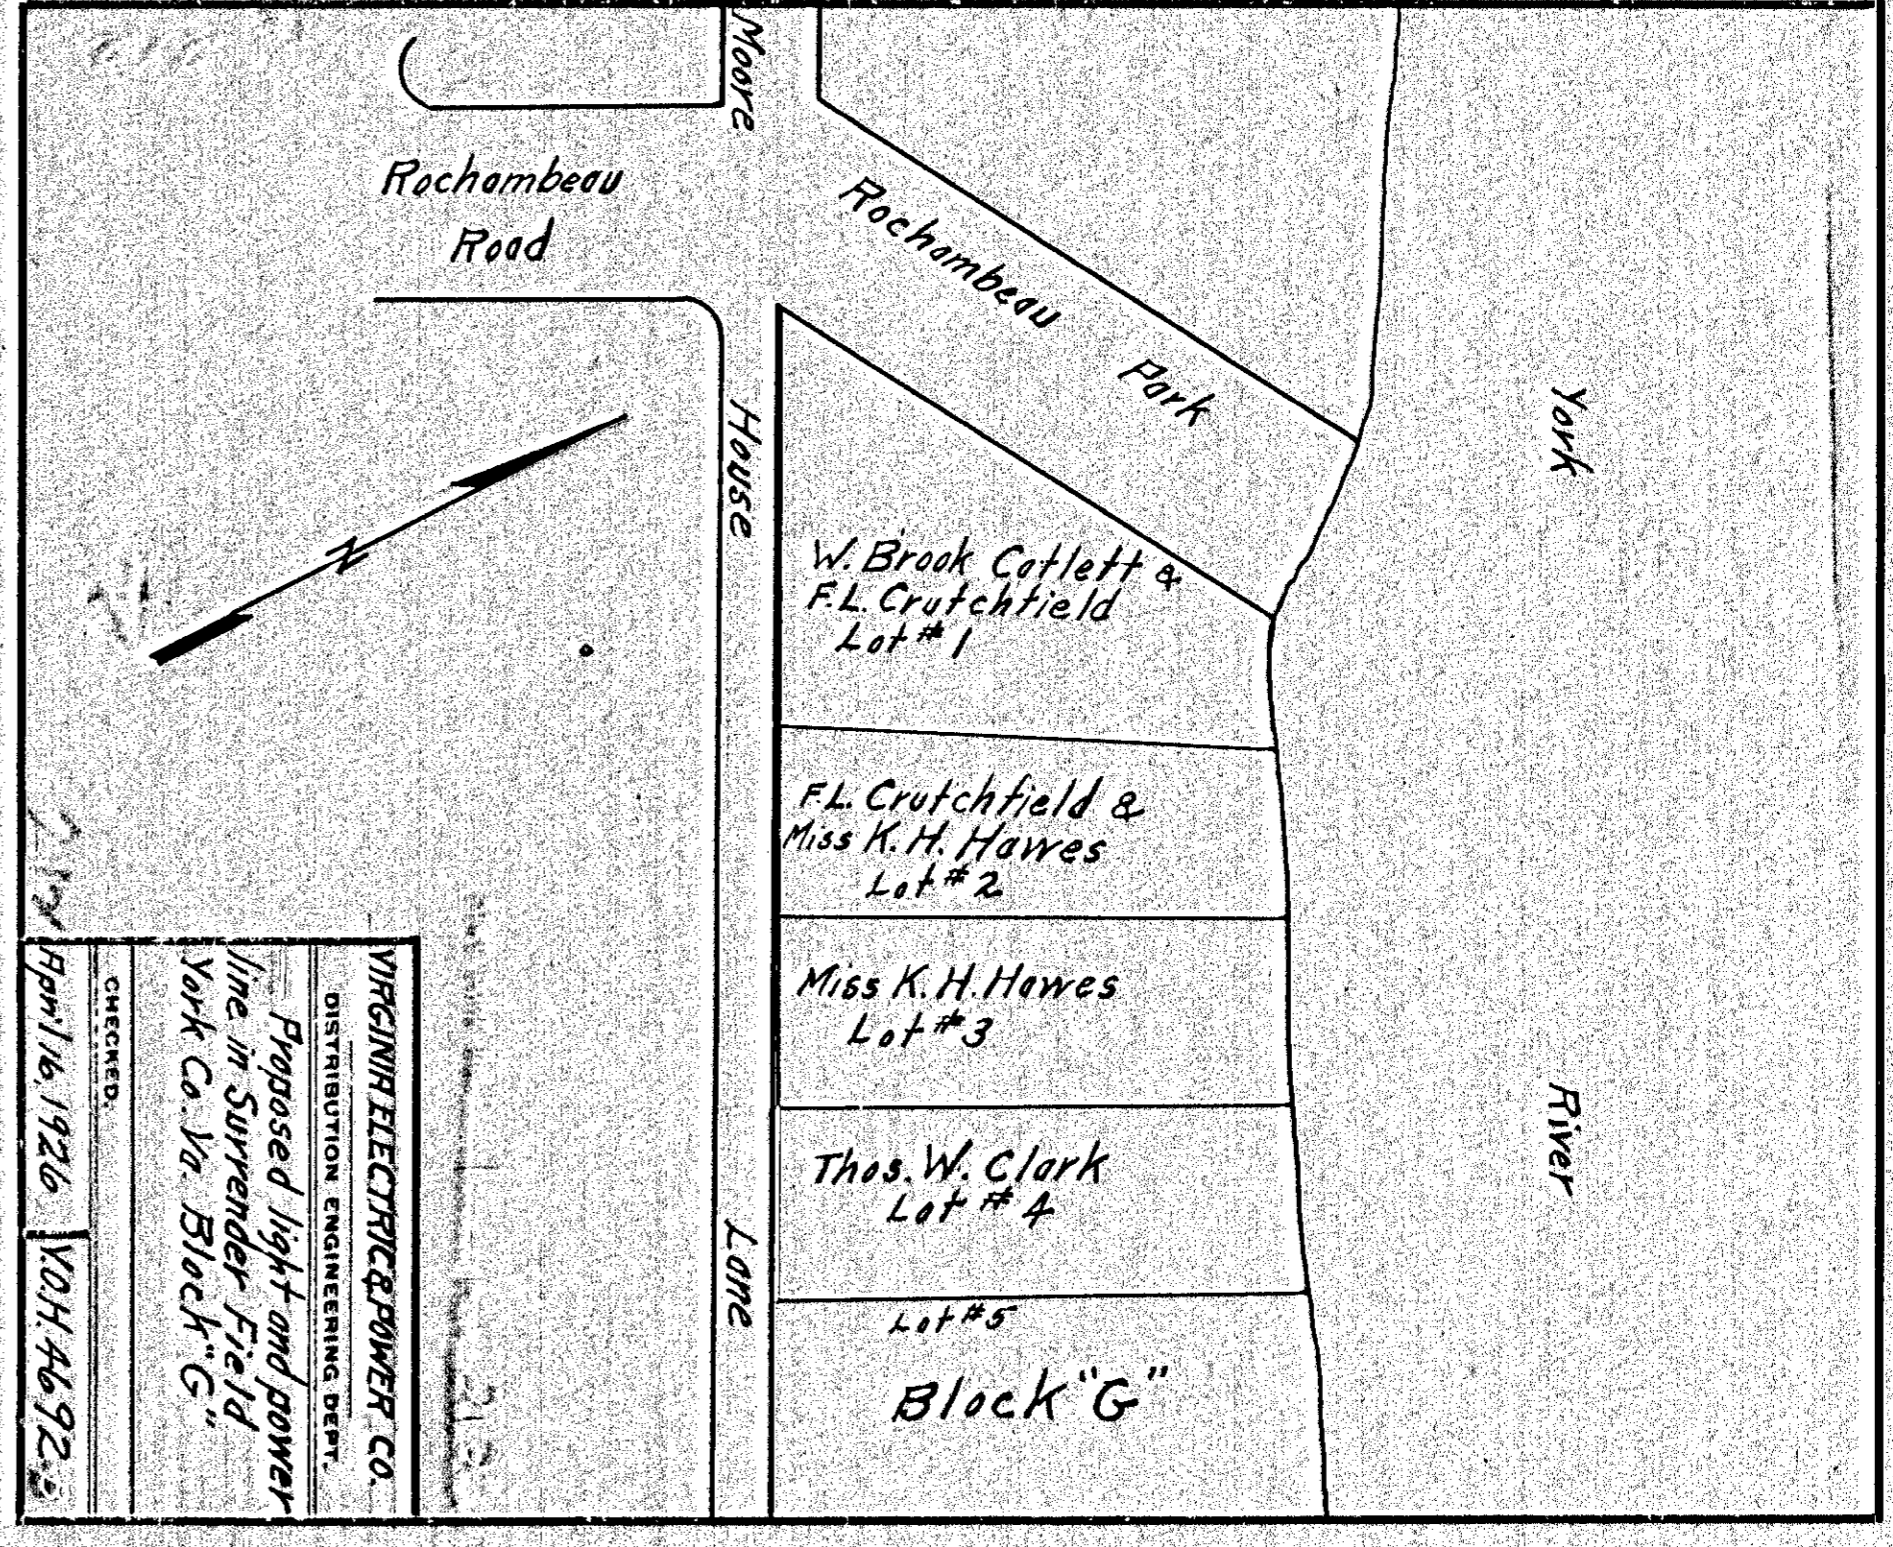 Moore
House
Lane
Rochambeau
Road
Rochambeau
Park
York
River
N
W. Brook Catlett &
F.L. Crutchfield
Lot # 1
F.L. Crutchfield &
Miss K. H. Hawes
Lot # 2
Miss K. H. Hawes
Lot # 3
Thos. W. Clark
Lot # 4
Lot # 5
Block "G"
VIRGINIA ELECTRIC & POWER CO.
DISTRIBUTION ENGINEERING DEPT.
Proposed light and power
line in Surrender Field
York Co. Va. Block "G"
CHECKED.
April 16, 1926